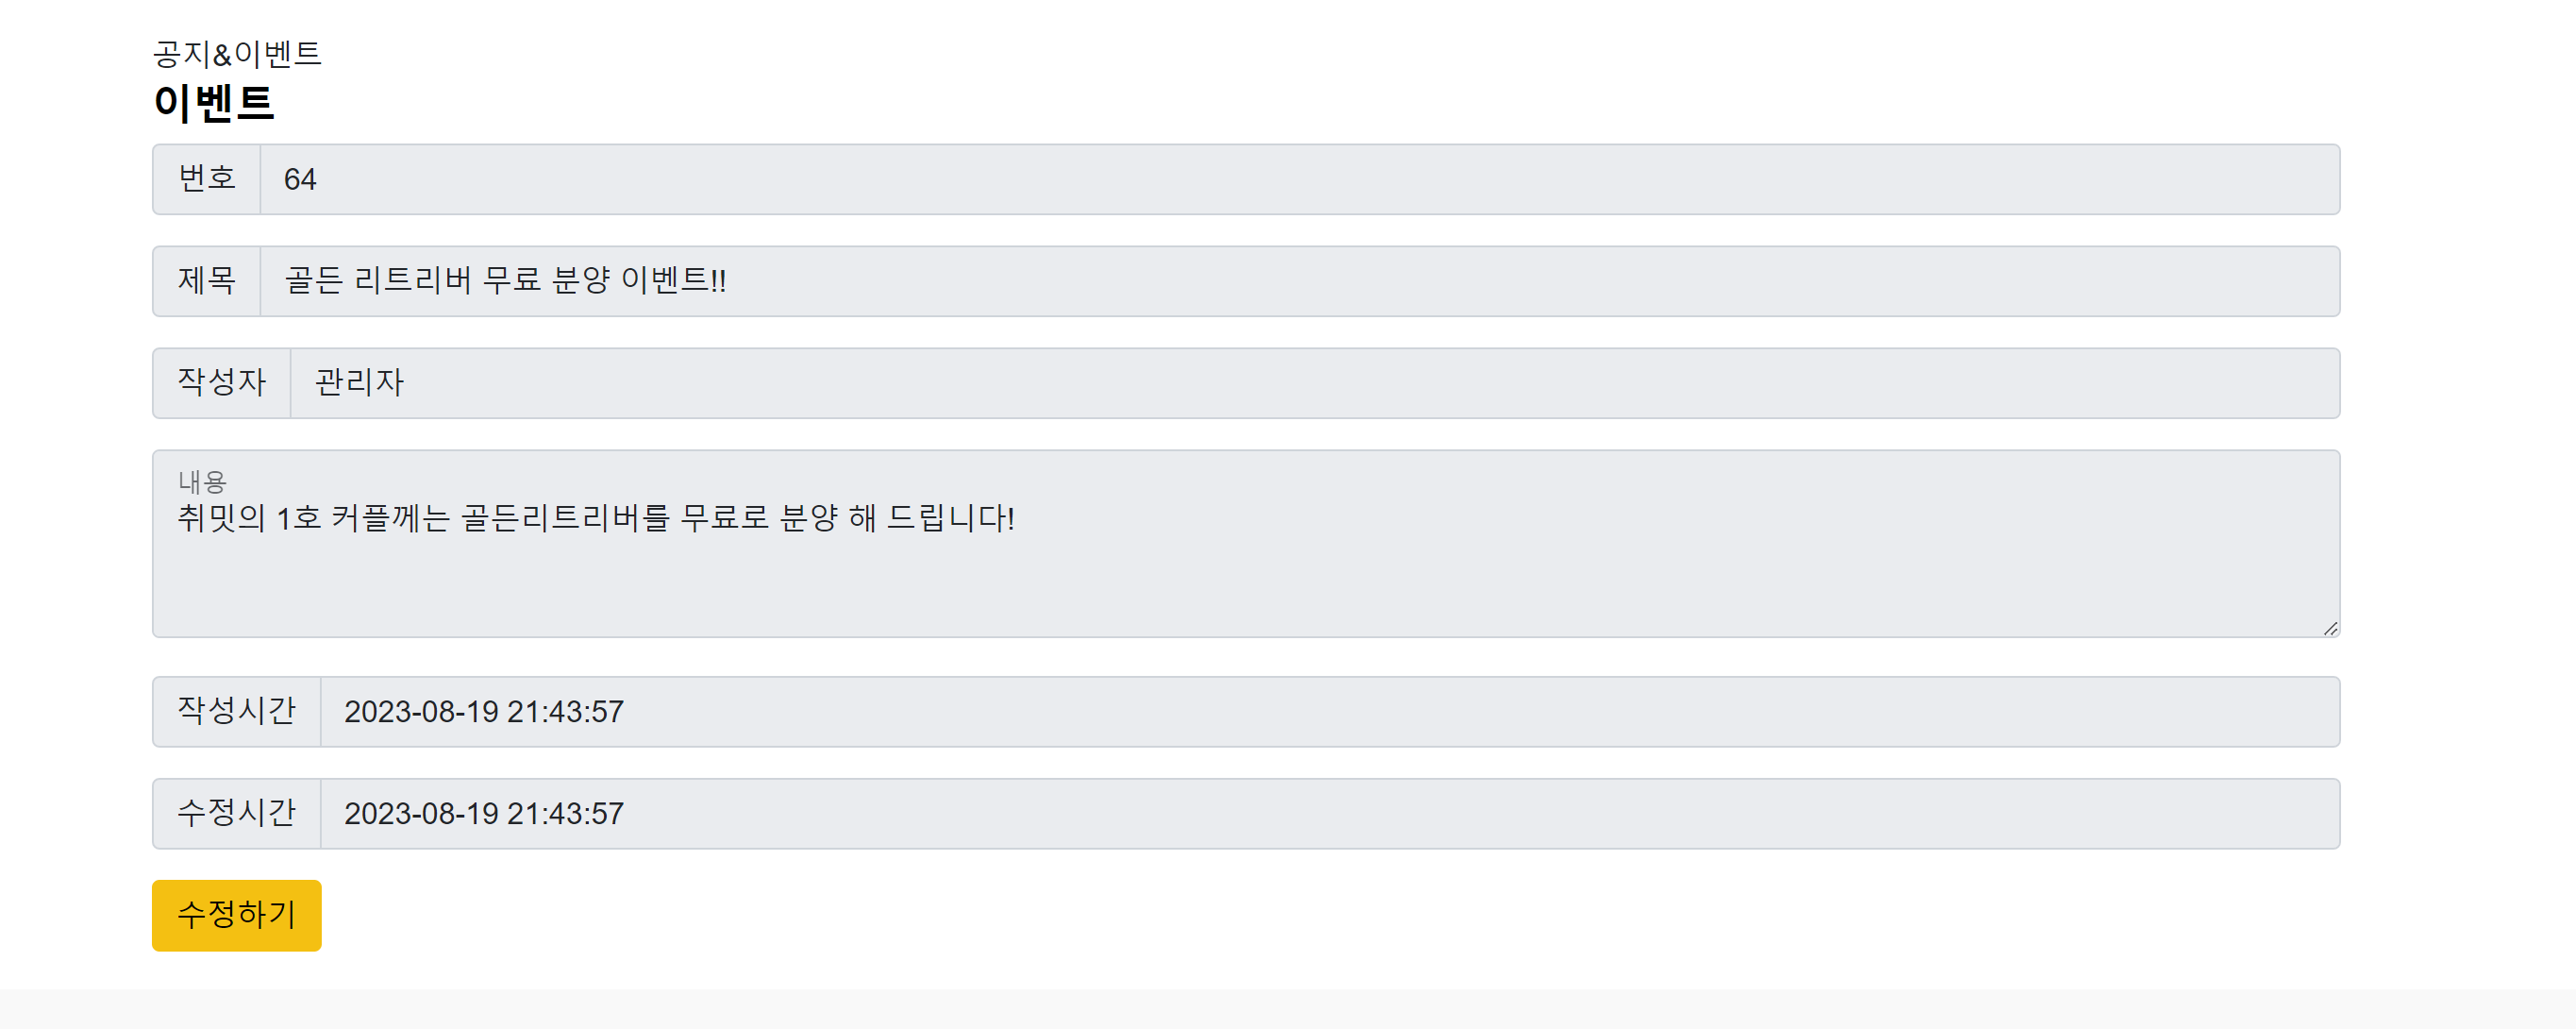 공지&이벤트
이벤트
번호 64
제목 골든 리트리버 무료 분양 이벤트!!
작성자 관리자
내용
취밋의 1호 커플께는 골든리트리버를 무료로 분양 해 드립니다!
작성시간 2023-08-19 21:43:57
수정시간 2023-08-19 21:43:57
수정하기